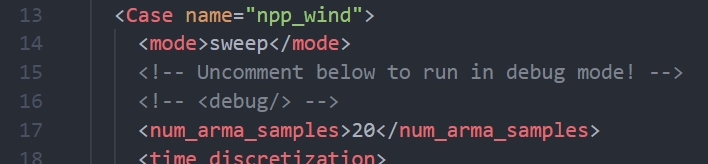 13 <Case name="npp_wind">
14 <mode>sweep</mode>
15 <!-- Uncomment below to run in debug mode! -->
16 <!-- <debug/> -->
17 <num_arma_samples>20</num_arma_samples>
18 <time_discretization>